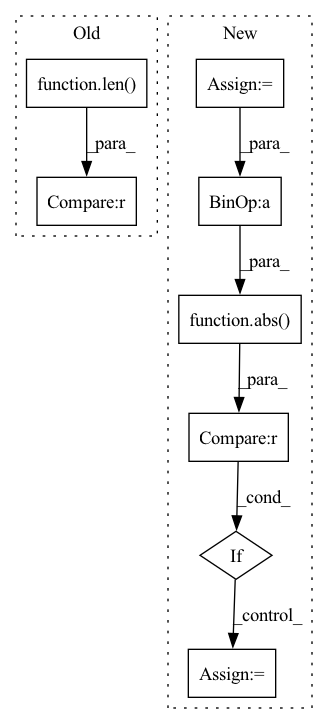 Old
function.len()
_para_
Compare:r
New
Assign:=
_para_
BinOp:a
_para_
function.abs()
_para_
Compare:r
_cond_
If
_control_
Assign:=